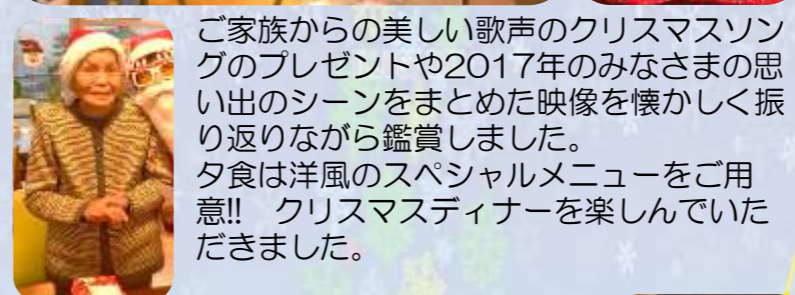 ご家族からの美しい歌声のクリスマスソン
グのプレゼントや2017年のみなさまの思
い出のシーンをまとめた映像を懐かしく振
り返りながら鑑賞しました。
夕食は洋風のスペシャルメニューをご用
意!!　クリスマスディナーを楽しんでいた
だきました。